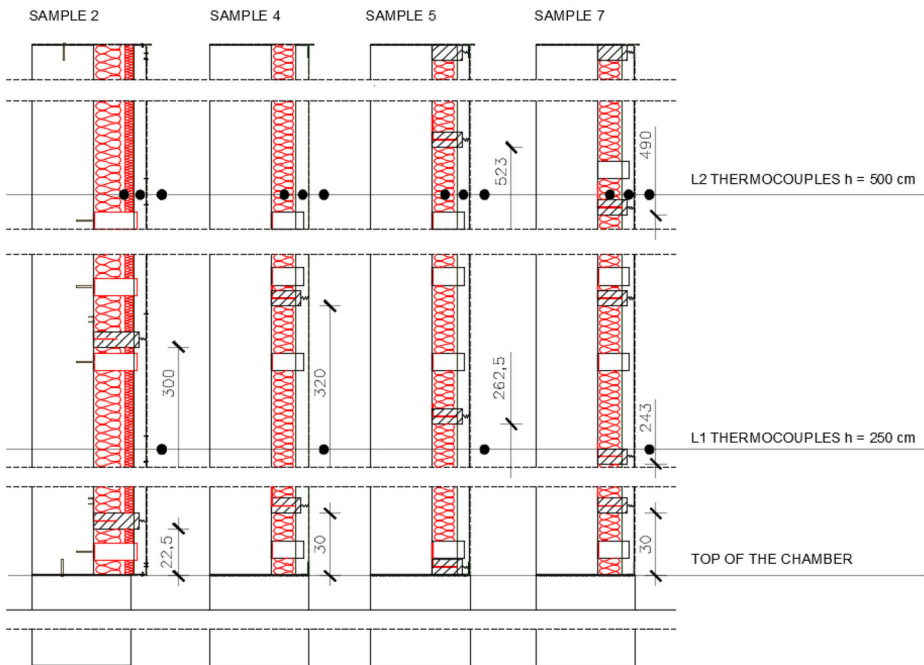 SAMPLE 2 SAMPLE 4 SAMPLE 5 SAMPLE 7
523
490
L2 THERMOCOUPLES h = 500 cm
300
320
262,5
243
L1 THERMOCOUPLES h = 250 cm
22,5
30
30
TOP OF THE CHAMBER